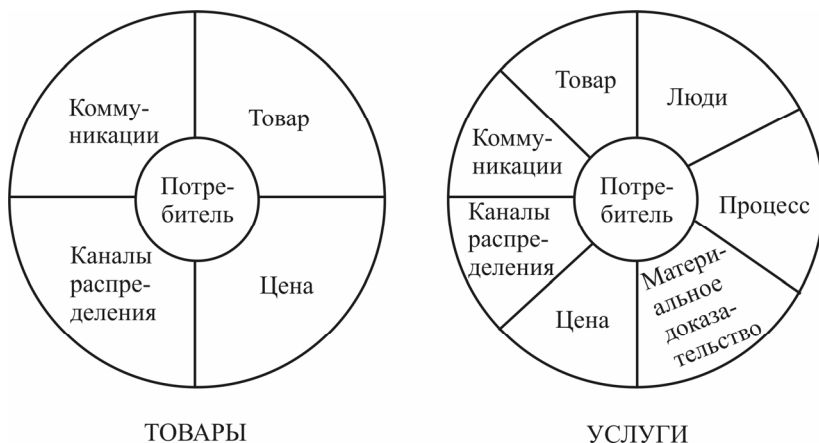 Комму-
никации
Товар
Потре-
битель
Каналы
распре-
деления
Цена
ТОВАРЫ
Товар
Люди
Комму-
никации
Потре-
битель
Процесс
Каналы
распре-
деления
Цена
Матери-
альное
доказа-
тельство
УСЛУГИ